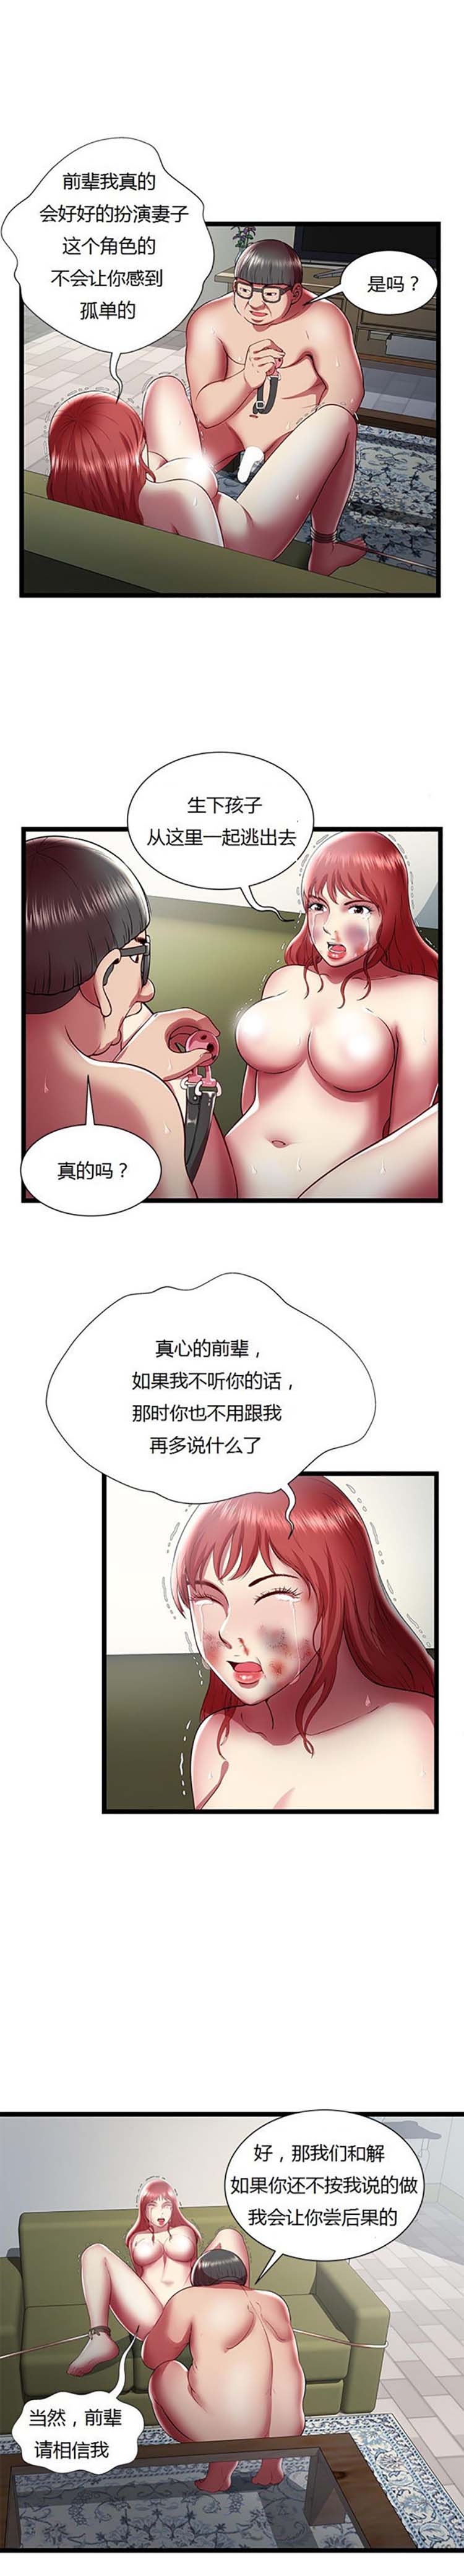 前辈我真的
会好好的扮演妻子
这个角色的
不会让你感到
孤单的
是吗？
生下孩子
从这里一起逃出去
真的吗？
真心的前辈，
如果我不听你的话，
那时你也不用跟我
再多说什么了
好，那我们和解
如果你还不按我说的做
我会让你尝后果的
当然，前辈
请相信我